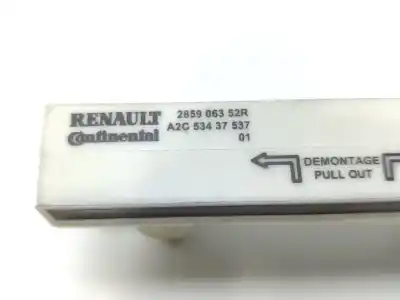 RENAULT
Continental
2859 063 52R
A2C 534 37 537
01
DEMONTAGE
PULL OUT